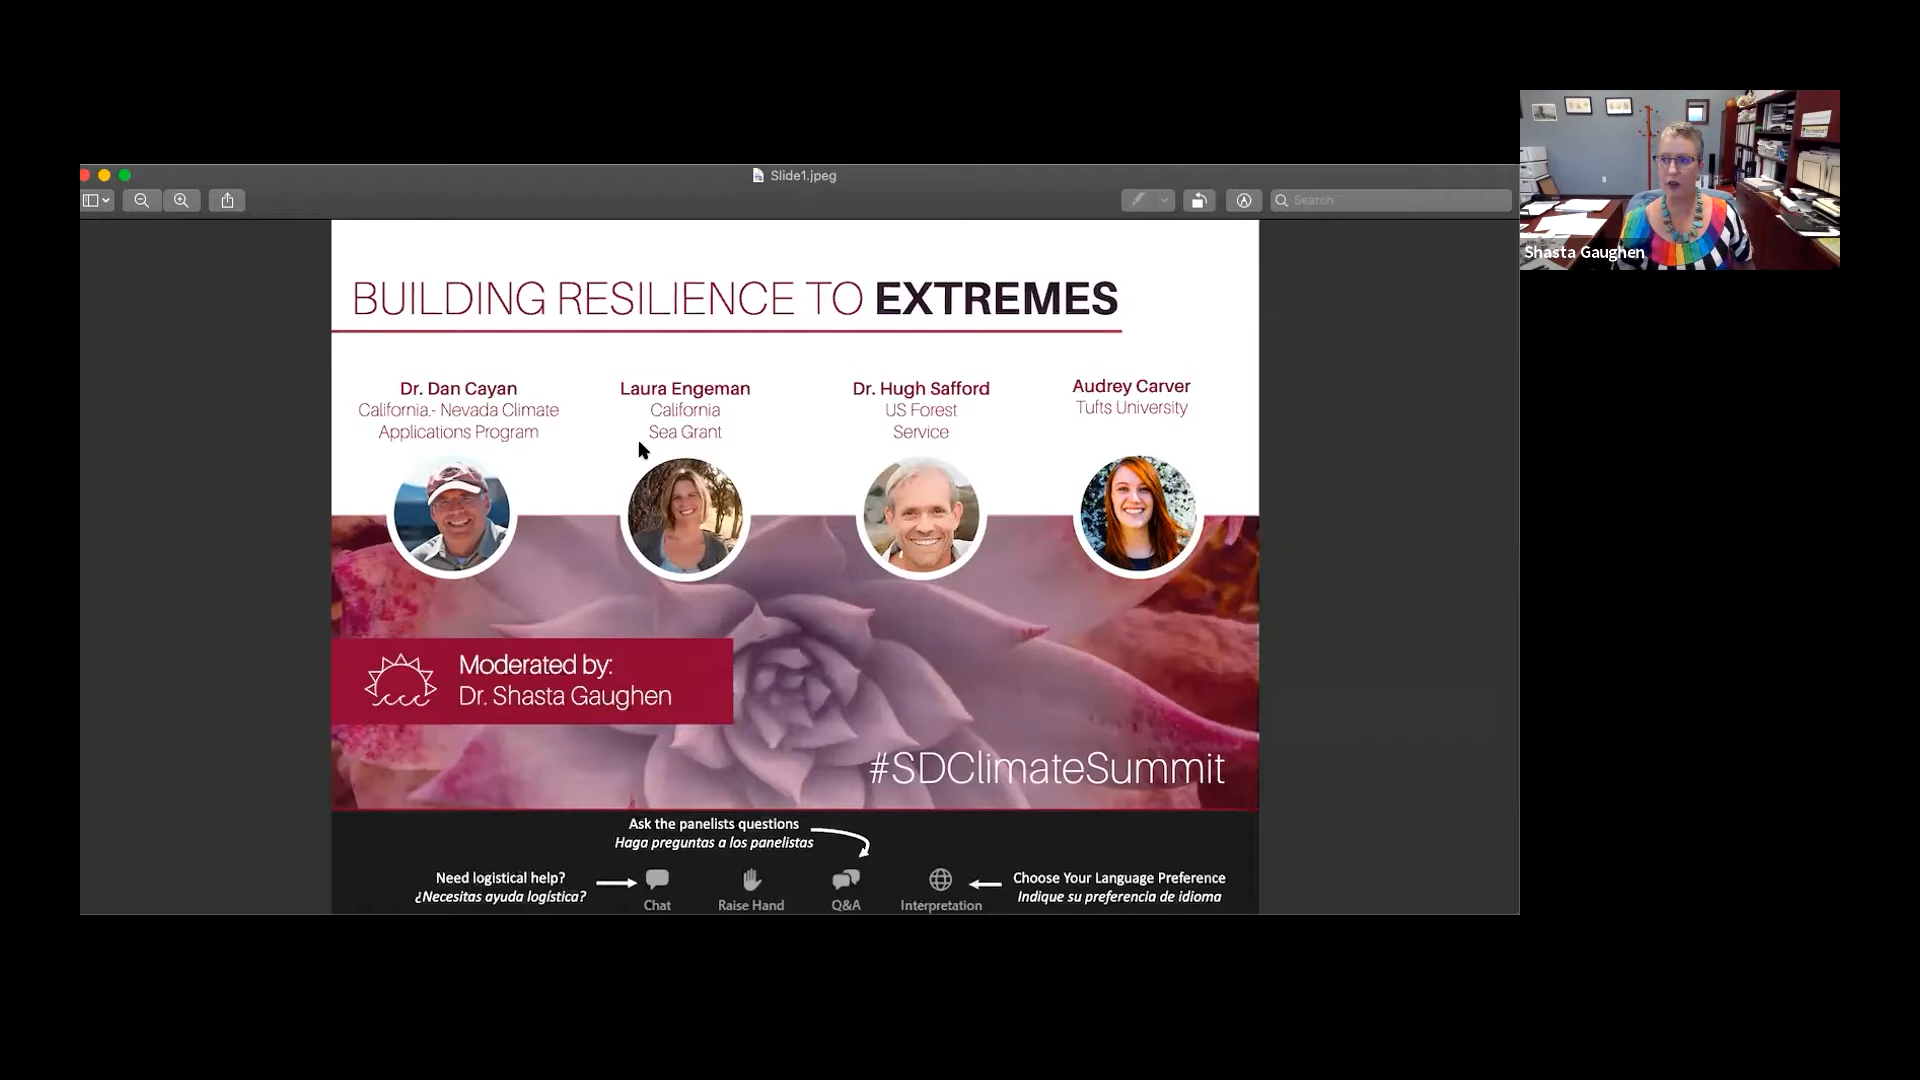 Slide1.jpeg
Search
Shasta Gaughen
BUILDING RESILIENCE TO EXTREMES
Dr. Dan Cayan
California.- Nevada Climate
Applications Program
Laura Engeman
California
Sea Grant
Dr. Hugh Safford
US Forest
Service
Audrey Carver
Tufts University
Moderated by:
Dr. Shasta Gaughen
#SDClimateSummit
Ask the panelists questions
Haga preguntas a los panelistas
Need logistical help?
¿Necesitas ayuda logística?
Chat
Raise Hand
Q&A
Interpretation
Choose Your Language Preference
Indique su preferencia de idioma